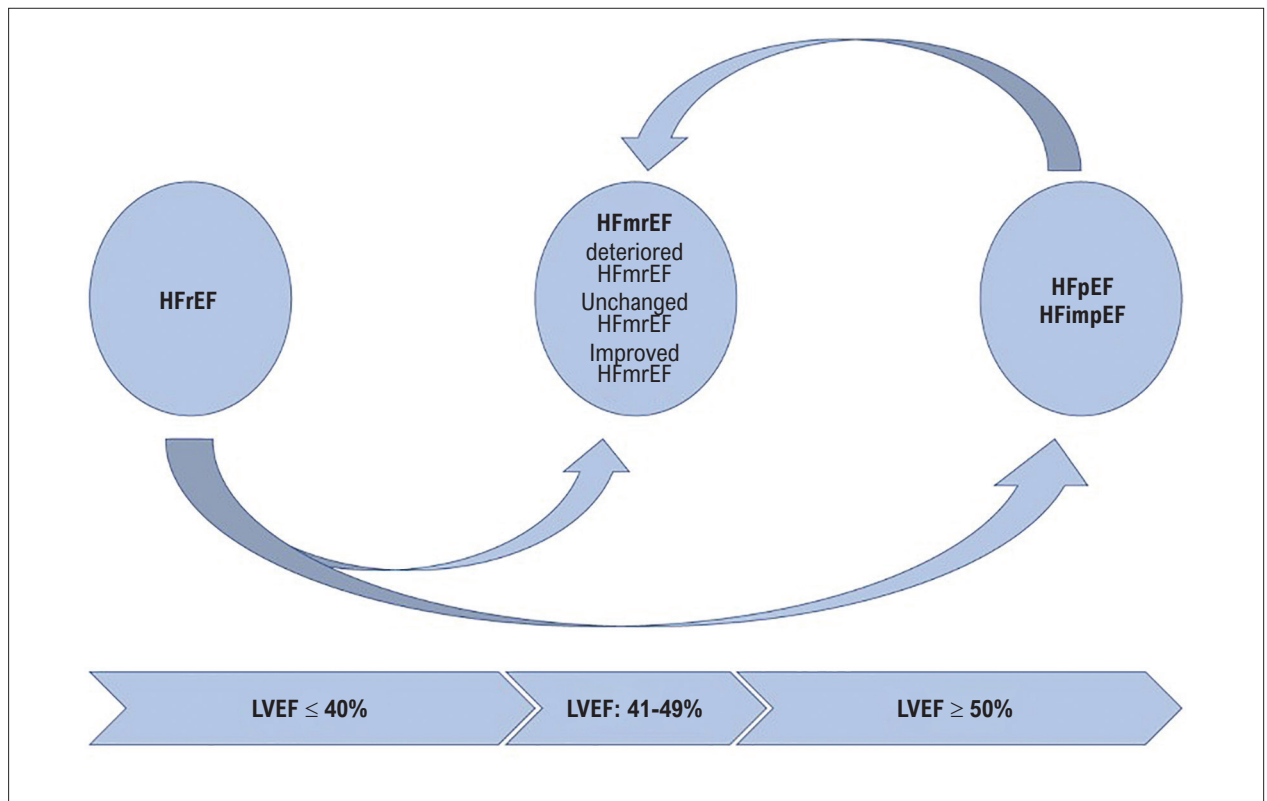 HFrEF
HFmrEF
deteriored
HFmrEF
Unchanged
HFmrEF
Improved
HFmrEF
HFpEF
HFimpEF
LVEF ≤ 40%
LVEF: 41-49%
LVEF ≥ 50%